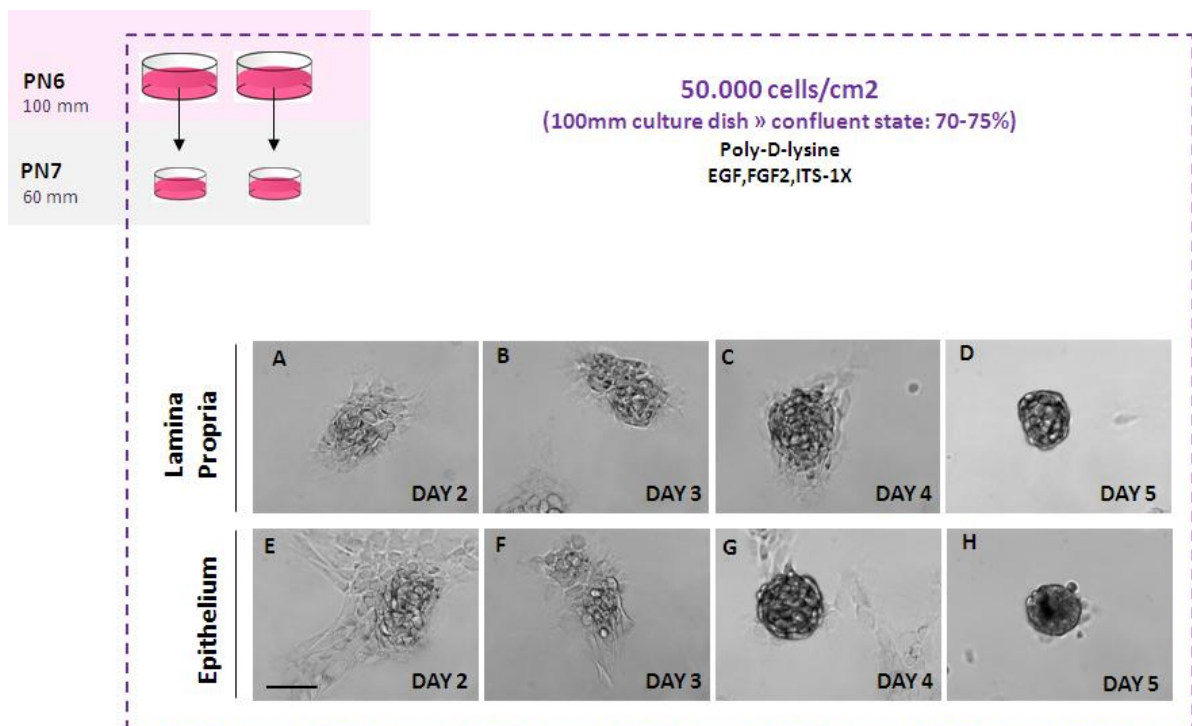 PN6
100 mm
PN7
60 mm
50.000 cells/cm2
(100mm culture dish » confluent state: 70-75%)
Poly-D-lysine
EGF,FGF2,ITS-1X
Lamina
Propria
A
DAY 2
B
DAY 3
C
DAY 4
D
DAY 5
Epithelium
E
DAY 2
F
DAY 3
G
DAY 4
H
DAY 5